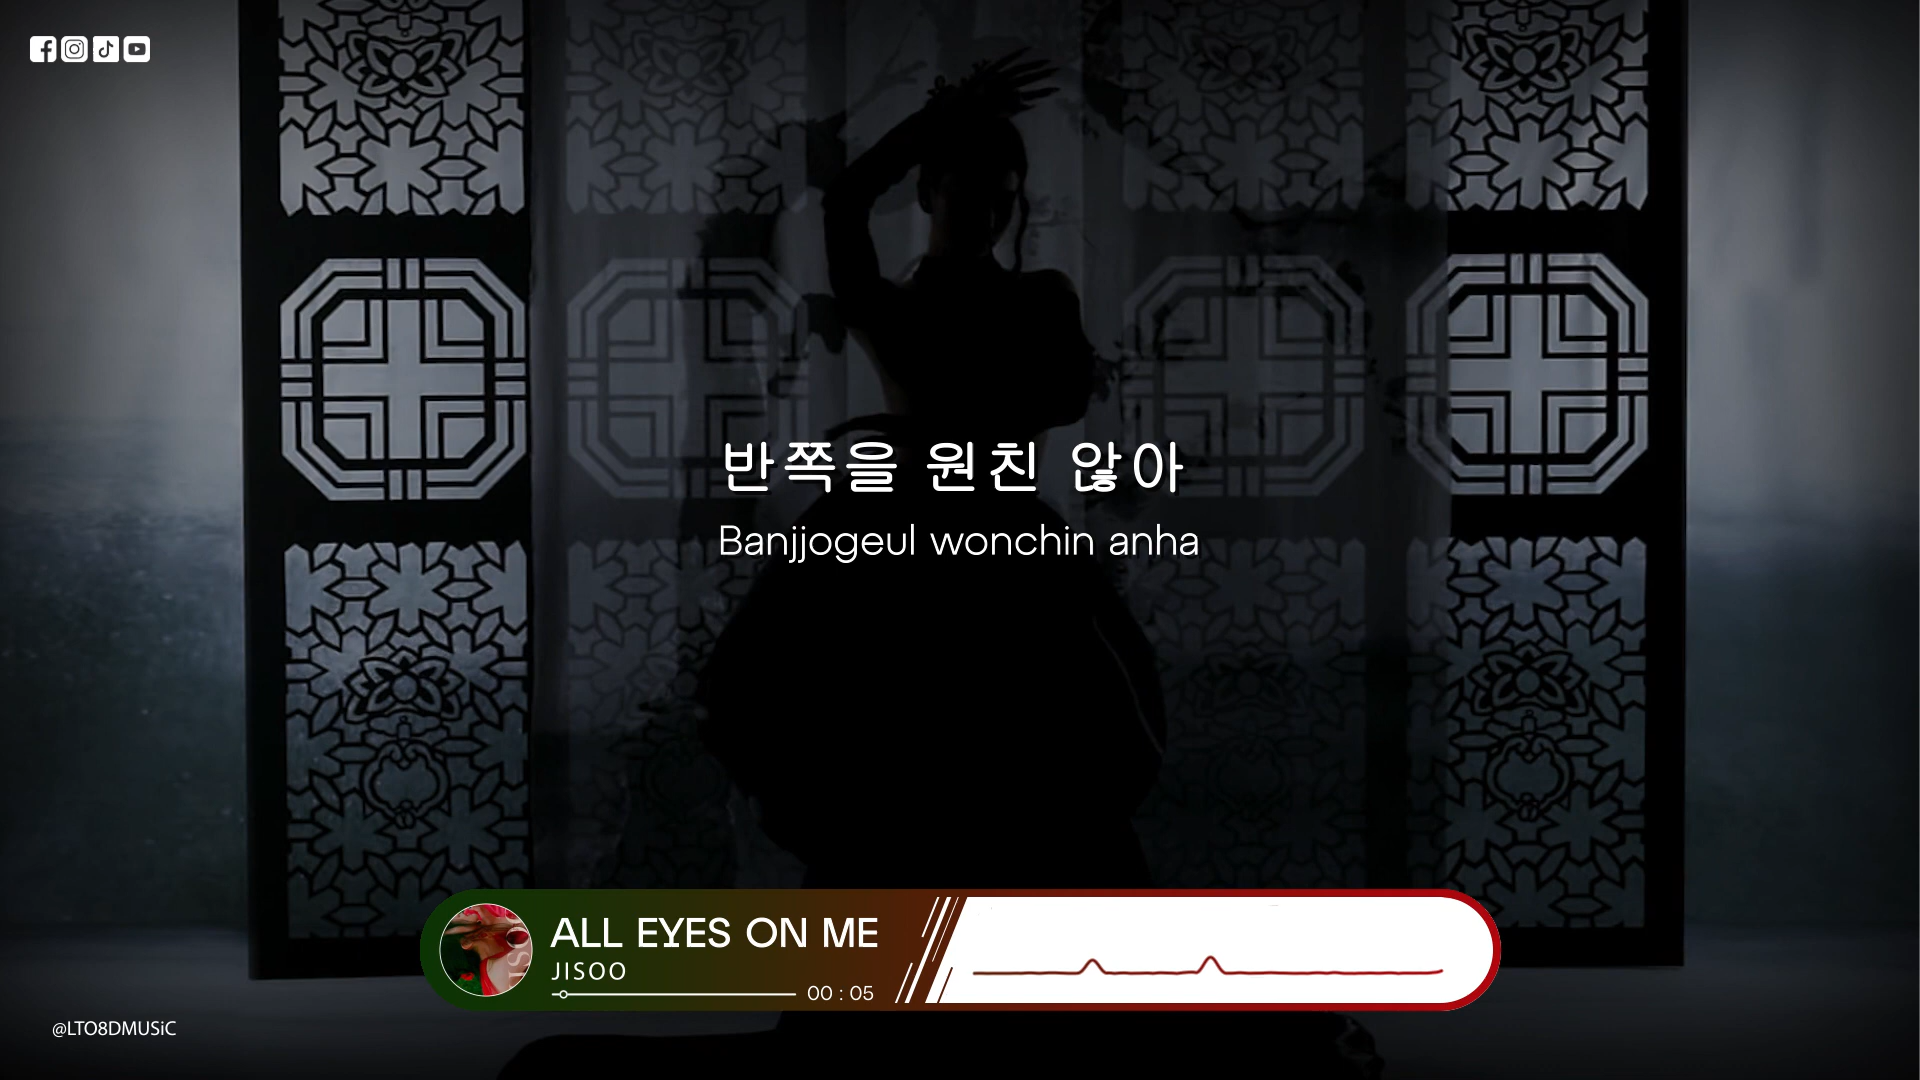 반쪽을 원친 않아
Banjjogeul wonchin anha
ALL EYES ON ME
JISOO
00 : 05
@LTO8DMUSiC